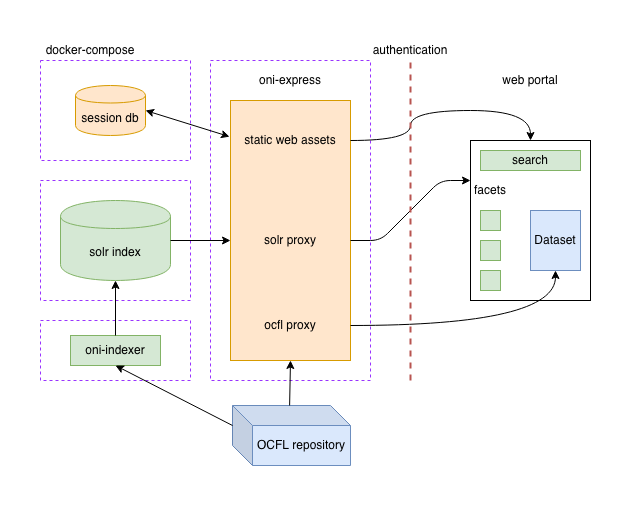 docker-compose
authentication
oni-express
web portal
session db
static web assets
search
facets
solr index
solr proxy
Dataset
ocfl proxy
oni-indexer
OCFL repository